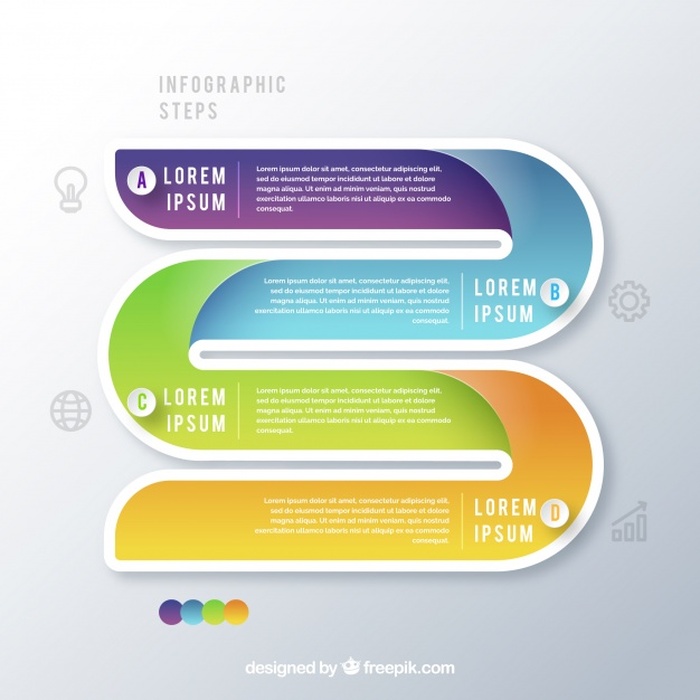 INFOGRAPHIC
STEPS
A
LOREM
IPSUM
Lorem ipsum dolor sit amet, consectetur adipiscing elit,
sed do eiusmod tempor incididunt ut labore et dolore
magna aliqua. Ut enim ad minim veniam, quis nostrud
exercitation ullamco laboris nisi ut aliquip ex ea commodo
consequat.
Lorem ipsum dolor sit amet, consectetur adipiscing elit,
sed do eiusmod tempor incididunt ut labore et dolore
magna aliqua. Ut enim ad minim veniam, quis nostrud
exercitation ullamco laboris nisi ut aliquip ex ea commodo
consequat.
LOREM
IPSUM
B
C
LOREM
IPSUM
Lorem ipsum dolor sit amet, consectetur adipiscing elit,
sed do eiusmod tempor incididunt ut labore et dolore
magna aliqua. Ut enim ad minim veniam, quis nostrud
exercitation ullamco laboris nisi ut aliquip ex ea commodo
consequat.
Lorem ipsum dolor sit amet, consectetur adipiscing elit,
sed do eiusmod tempor incididunt ut labore et dolore
magna aliqua. Ut enim ad minim veniam, quis nostrud
exercitation ullamco laboris nisi ut aliquip ex ea commodo
consequat.
LOREM
IPSUM
D
designed by freepik.com